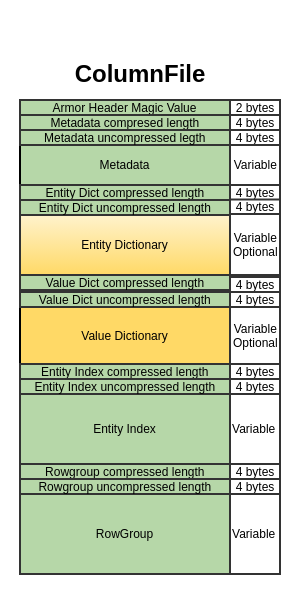 ColumnFile
Armor Header Magic Value 2 bytes
Metadata compresed length 4 bytes
Metadata uncompressed legth 4 bytes
Metadata Variable
Entity Dict compressed length 4 bytes
Entity Dict uncompressed length 4 bytes
Entity Dictionary Variable
Optional
Value Dict compressed length 4 bytes
Value Dict uncompressed length 4 bytes
Value Dictionary Variable
Optional
Entity Index compressed length 4 bytes
Entity Index uncompressed length 4 bytes
Entity Index Variable
Rowgroup compressed length 4 bytes
Rowgroup uncompressed length 4 bytes
RowGroup Variable